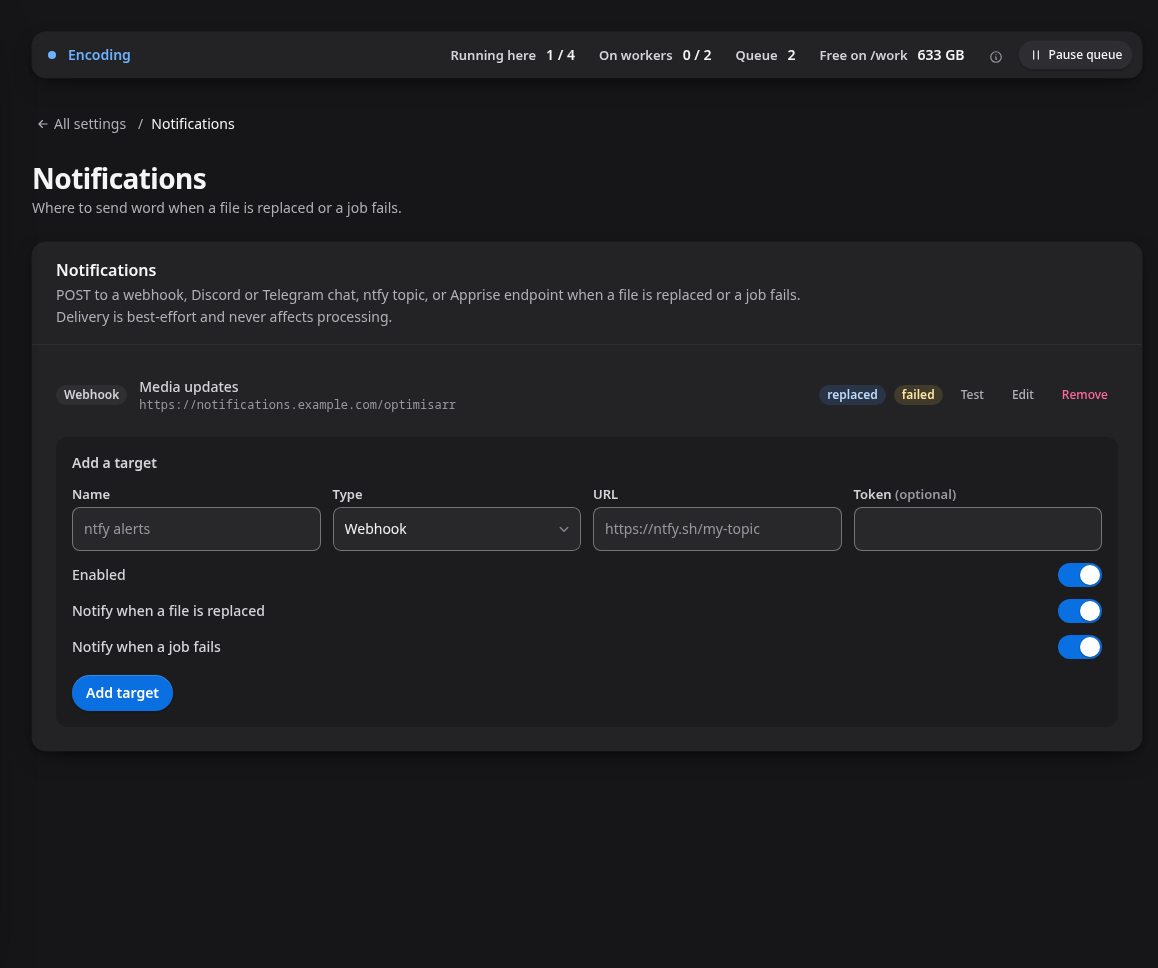 Encoding
Running here 1 / 4 On workers 0 / 2 Queue 2 Free on /work 633 GB Pause queue
← All settings / Notifications
Notifications
Where to send word when a file is replaced or a job fails.
Notifications
POST to a webhook, Discord or Telegram chat, ntfy topic, or Apprise endpoint when a file is replaced or a job fails.
Delivery is best-effort and never affects processing.
Webhook Media updates replaced failed Test Edit Remove
https://notifications.example.com/optimisarr
Add a target
Name Type URL Token (optional)
ntfy alerts Webhook https://ntfy.sh/my-topic
Enabled
Notify when a file is replaced
Notify when a job fails
Add target